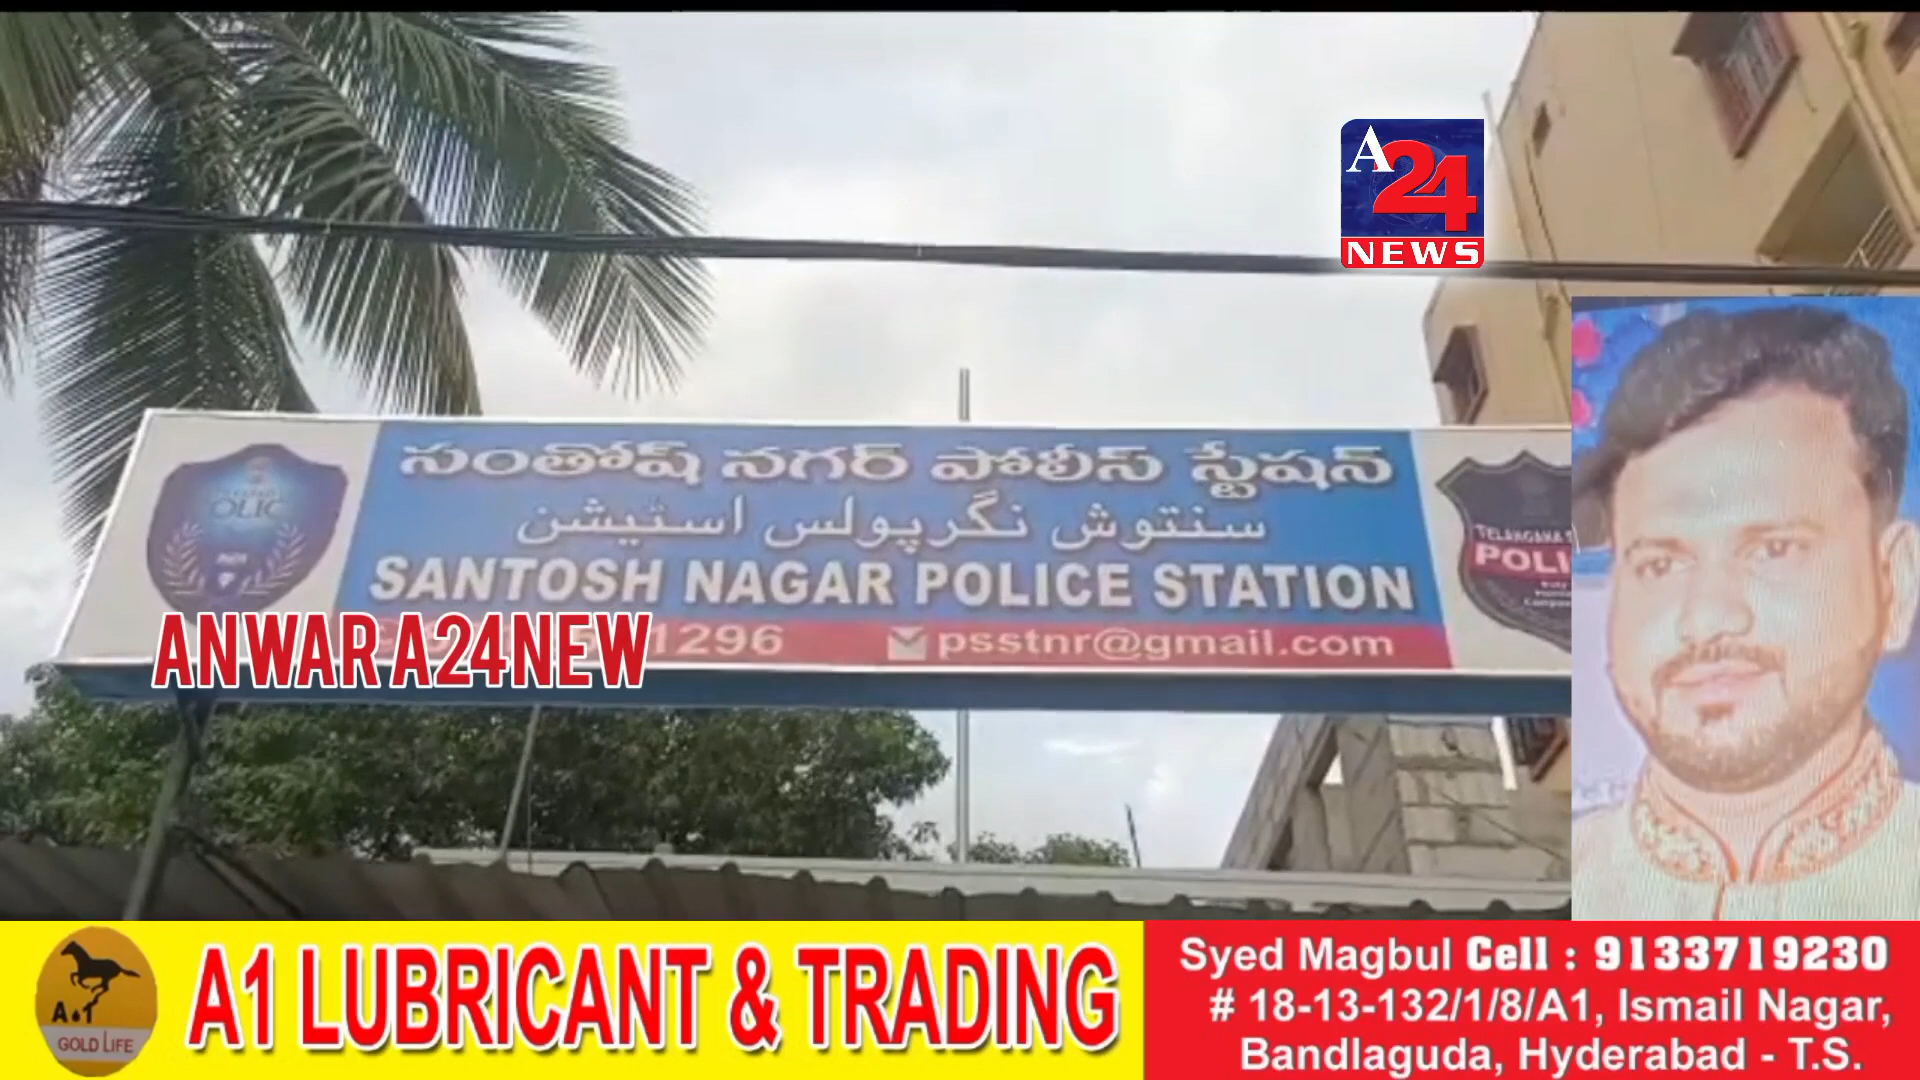 A
24
NEWS
సంతోష్ నగర్ పోలీస్ స్టేషన్
سنتوش نگر پولس اسٹیشن
SANTOSH NAGAR POLICE STATION
1296 psstnr@gmail.com
TELANGANA
POLI
ANWAR A24NEW
A1
GOLD LIFE
A1 LUBRICANT & TRADING
Syed Magbul Cell : 9133719230
# 18-13-132/1/8/A1, Ismail Nagar,
Bandlaguda, Hyderabad - T.S.